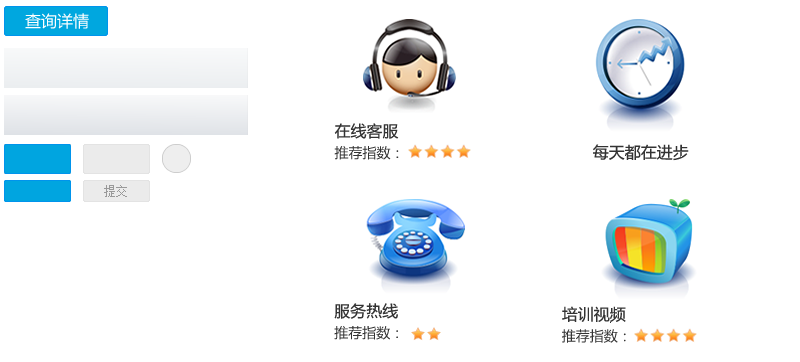 查询详情
提交
在线客服
推荐指数：
每天都在进步
服务热线
推荐指数：
培训视频
推荐指数：